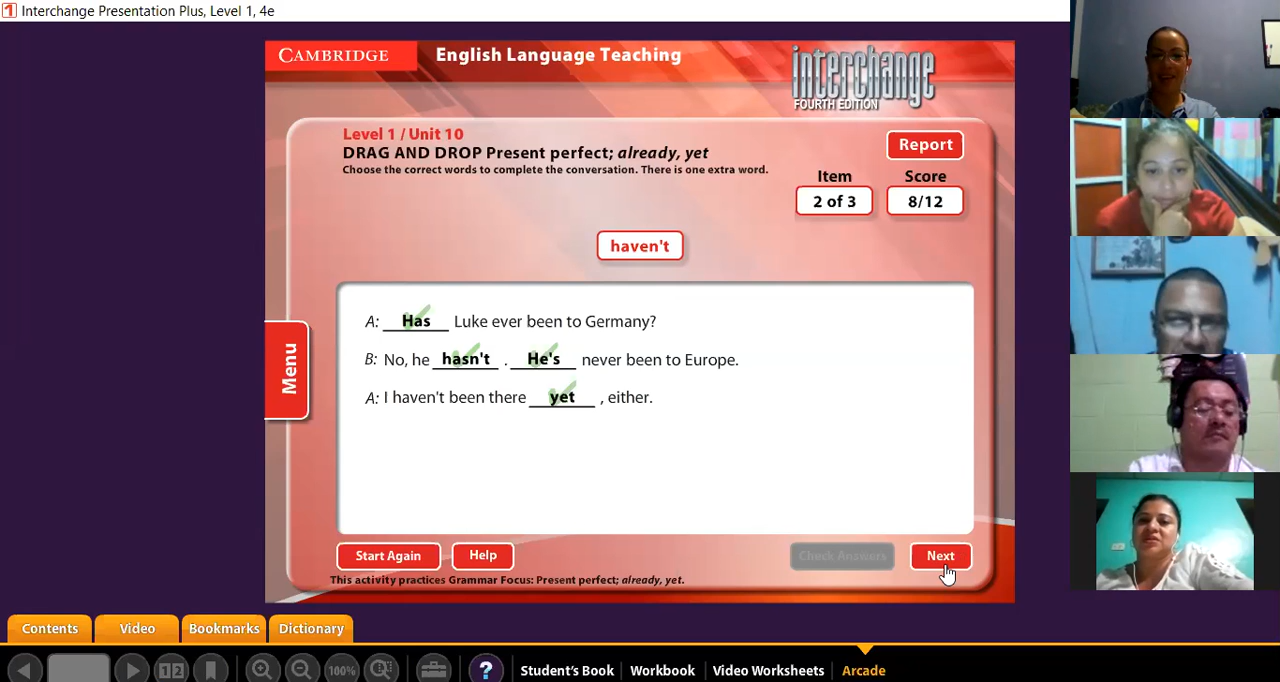 Interchange Presentation Plus, Level 1, 4e
CAMBRIDGE
English Language Teaching
interchange
FOURTH EDITION
Level 1 / Unit 10
DRAG AND DROP Present perfect; already, yet
Choose the correct words to complete the conversation. There is one extra word.
Report
Item
Score
2 of 3
8/12
haven't
A: Has Luke ever been to Germany?
B: No, he hasn't . He's never been to Europe.
A: I haven't been there yet , either.
Menu
Start Again
Help
Check Answers
Next
This activity practices Grammar Focus: Present perfect; already, yet.
Contents
Video
Bookmarks
Dictionary
1 2
100%
?
Student's Book
Workbook
Video Worksheets
Arcade